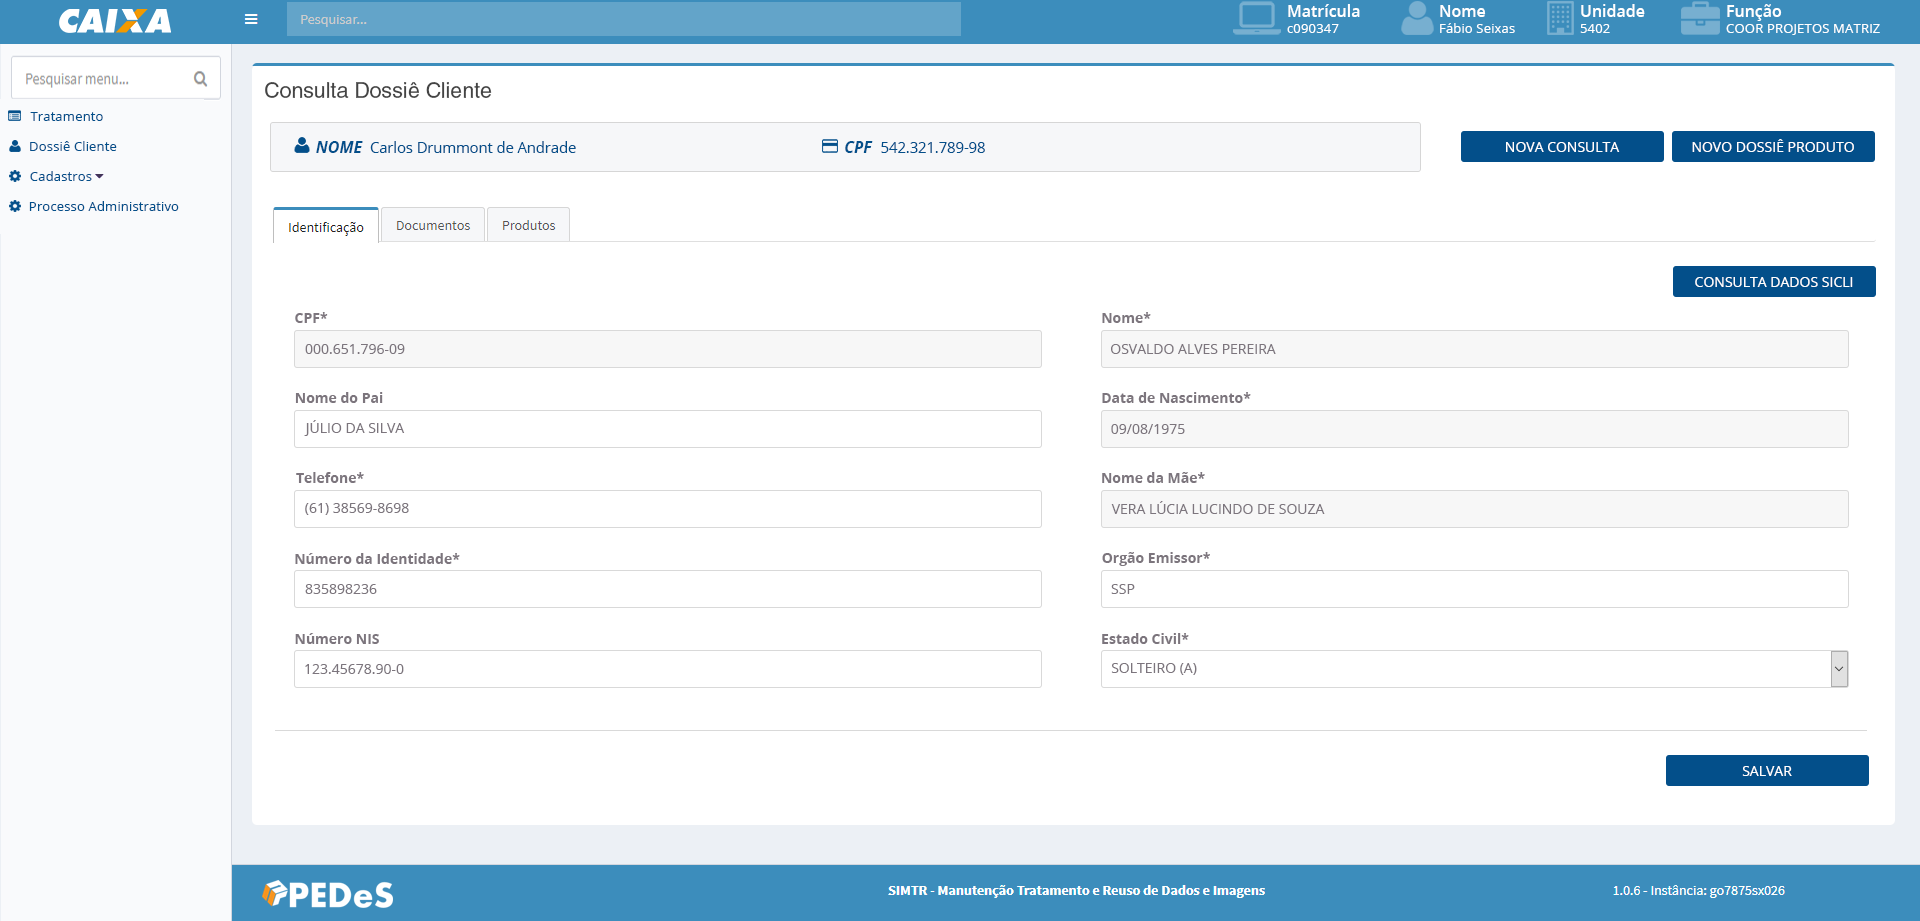 CAIXA
Pesquisar...
Matrícula
c090347
Nome
Fábio Seixas
Unidade
5402
Função
COOR PROJETOS MATRIZ
Pesquisar menu...
Tratamento
Dossiê Cliente
Cadastros
Processo Administrativo
Consulta Dossiê Cliente
NOME Carlos Drummont de Andrade
CPF 542.321.789-98
NOVA CONSULTA
NOVO DOSSIÊ PRODUTO
Identificação
Documentos
Produtos
CONSULTA DADOS SICLI
CPF*
000.651.796-09
Nome*
OSVALDO ALVES PEREIRA
Nome do Pai
JÚLIO DA SILVA
Data de Nascimento*
09/08/1975
Telefone*
(61) 38569-8698
Nome da Mãe*
VERA LÚCIA LUCINDO DE SOUZA
Número da Identidade*
835898236
Orgão Emissor*
SSP
Número NIS
123.45678.90-0
Estado Civil*
SOLTEIRO (A)
SALVAR
PEDeS
SIMTR - Manutenção Tratamento e Reuso de Dados e Imagens
1.0.6 - Instância: go7875sx026